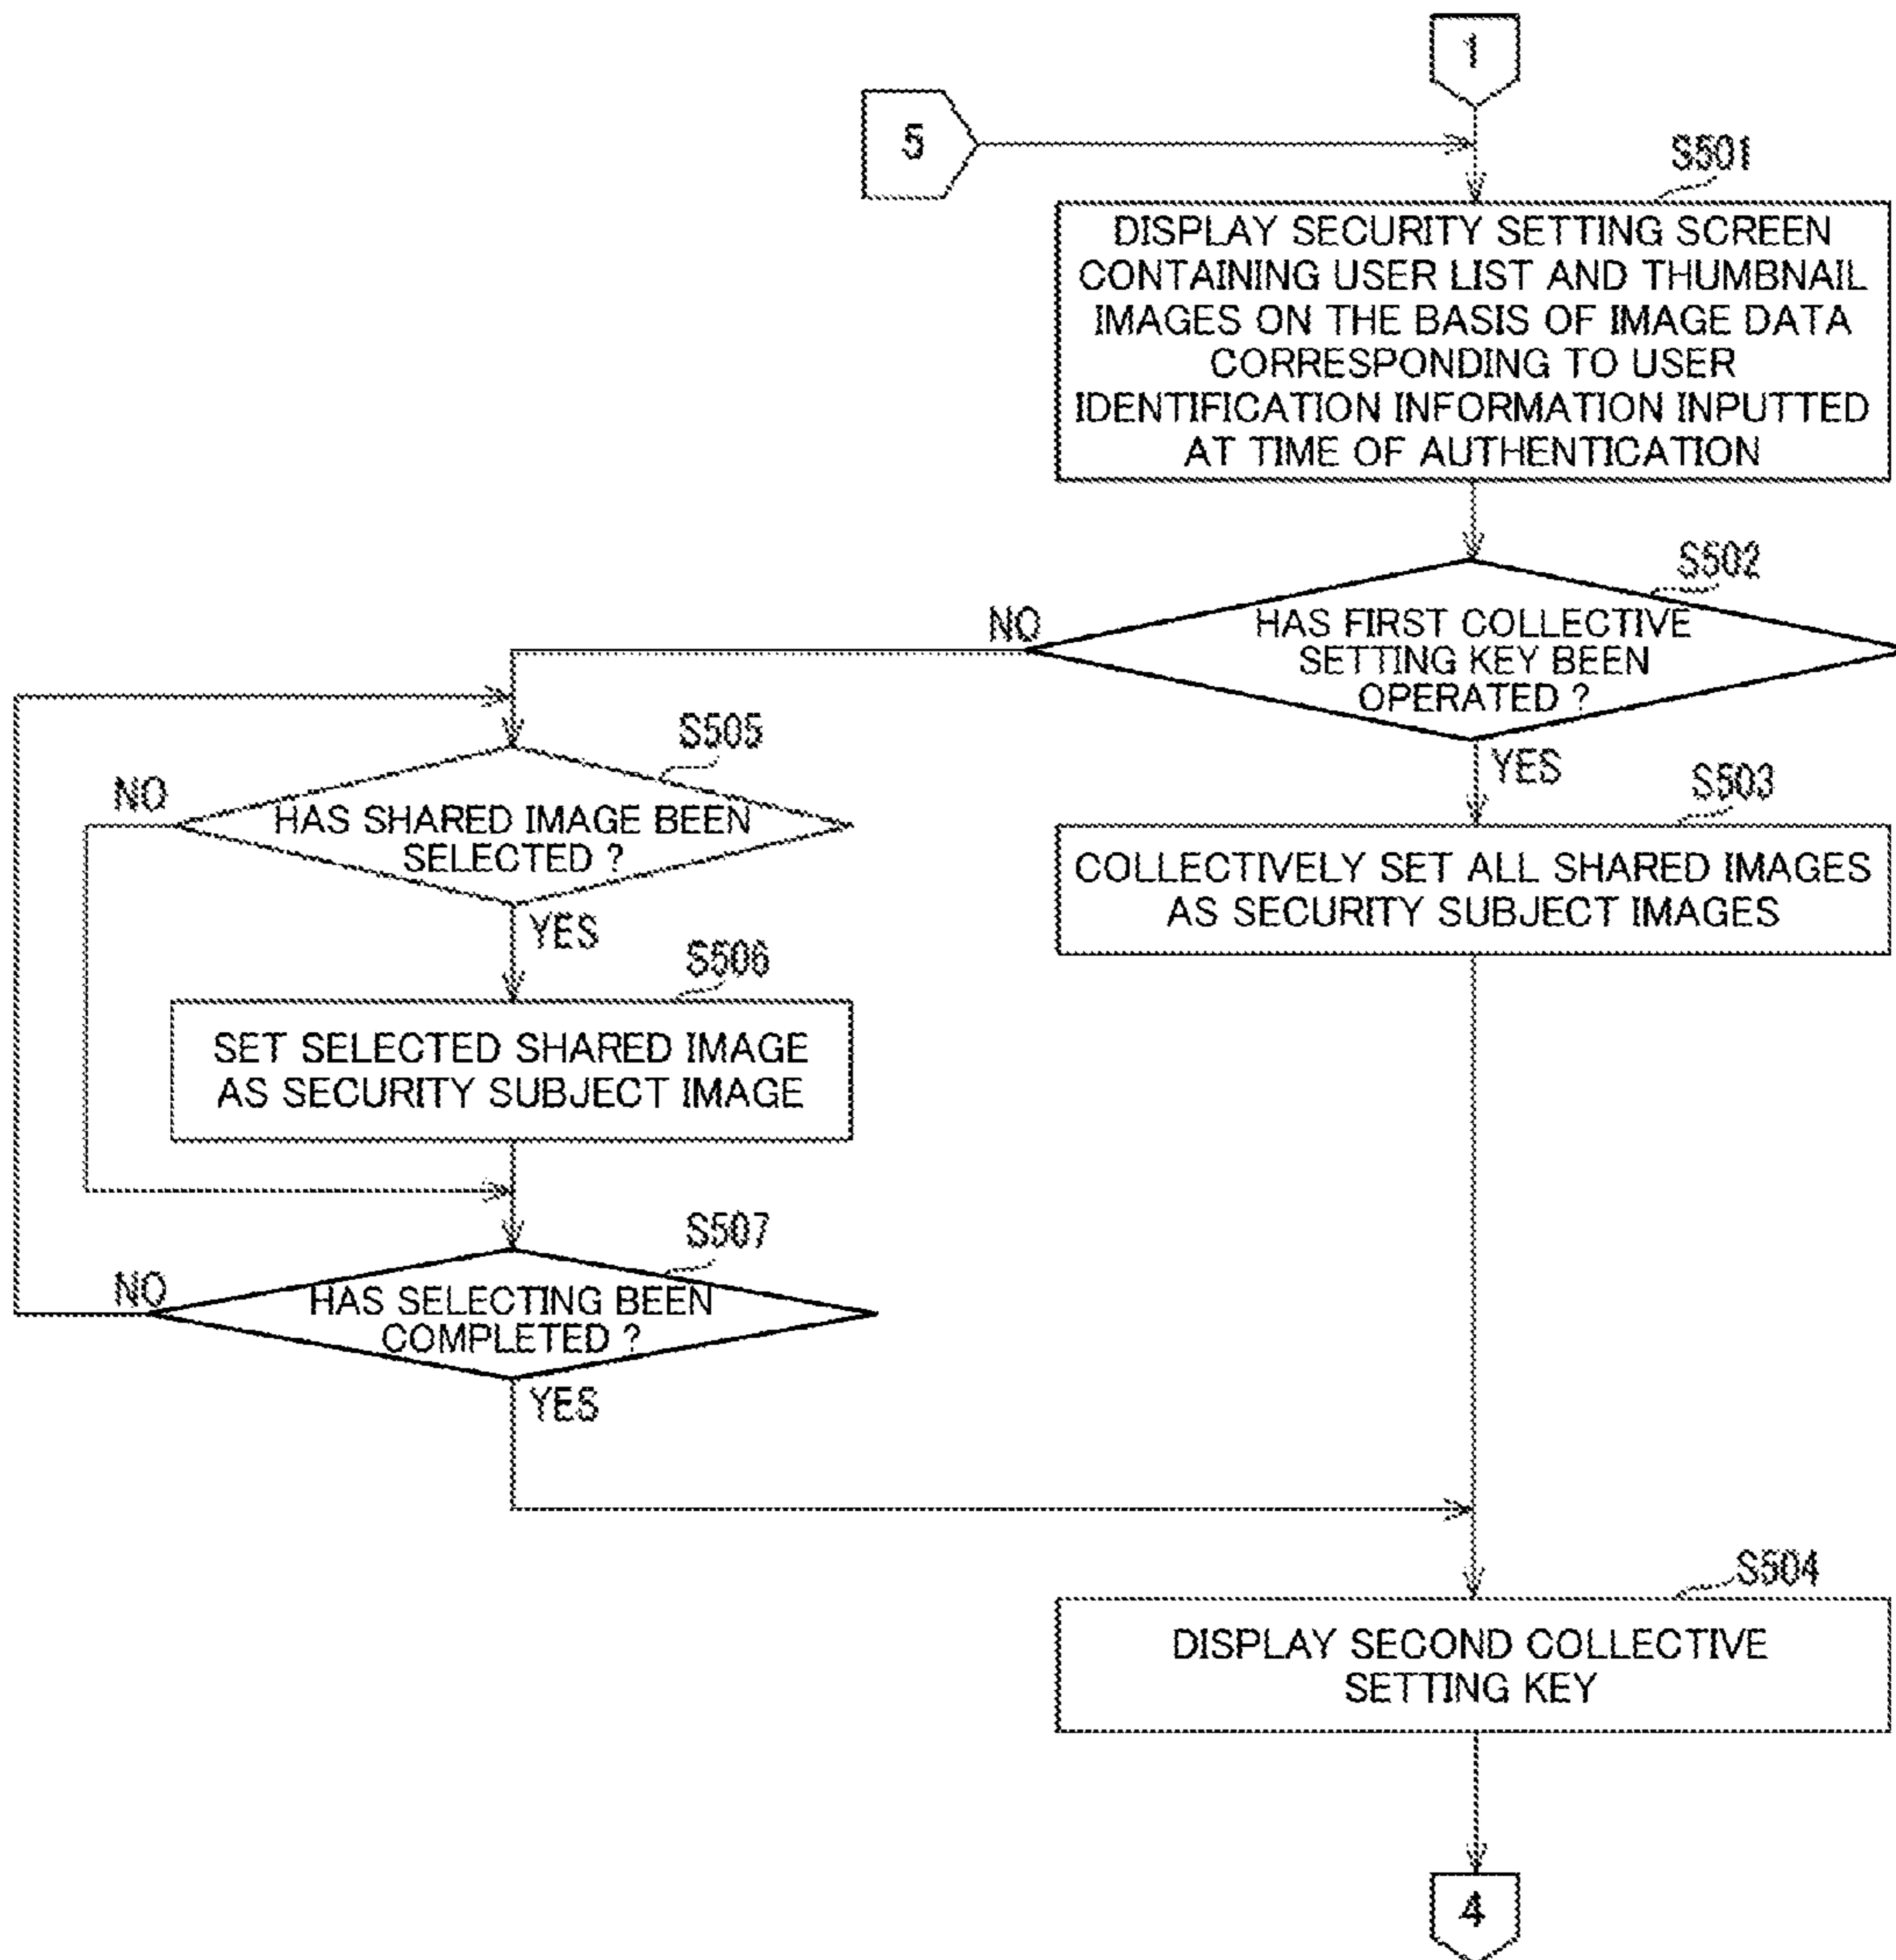 1
5
S501
DISPLAY SECURITY SETTING SCREEN
CONTAINING USER LIST AND THUMBNAIL
IMAGES ON THE BASIS OF IMAGE DATA
CORRESPONDING TO USER
IDENTIFICATION INFORMATION INPUTTED
AT TIME OF AUTHENTICATION
S502
NO
HAS FIRST COLLECTIVE
SETTING KEY BEEN
OPERATED ?
YES
S503
COLLECTIVELY SET ALL SHARED IMAGES
AS SECURITY SUBJECT IMAGES
S505
NO
HAS SHARED IMAGE BEEN
SELECTED ?
YES
S506
SET SELECTED SHARED IMAGE
AS SECURITY SUBJECT IMAGE
S507
NO
HAS SELECTING BEEN
COMPLETED ?
YES
S504
DISPLAY SECOND COLLECTIVE
SETTING KEY
4